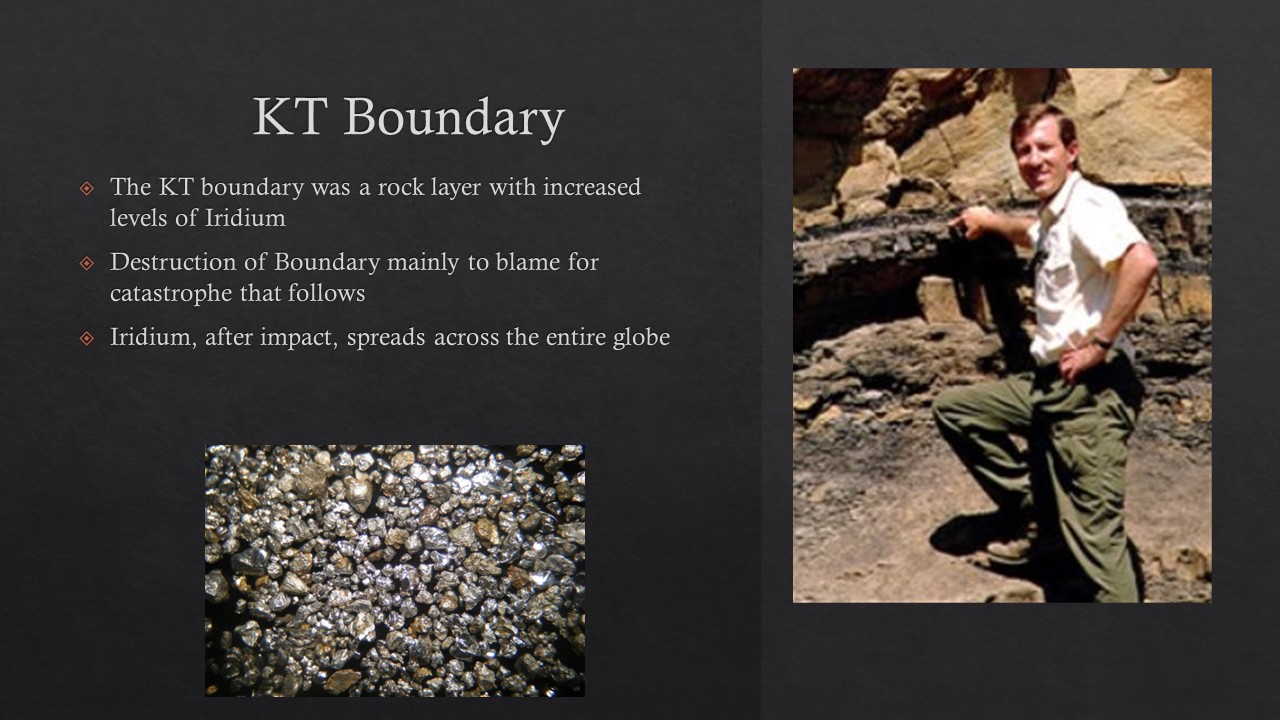 KT Boundary
The KT boundary was a rock layer with increased
levels of Iridium
Destruction of Boundary mainly to blame for
catastrophe that follows
Iridium, after impact, spreads across the entire globe